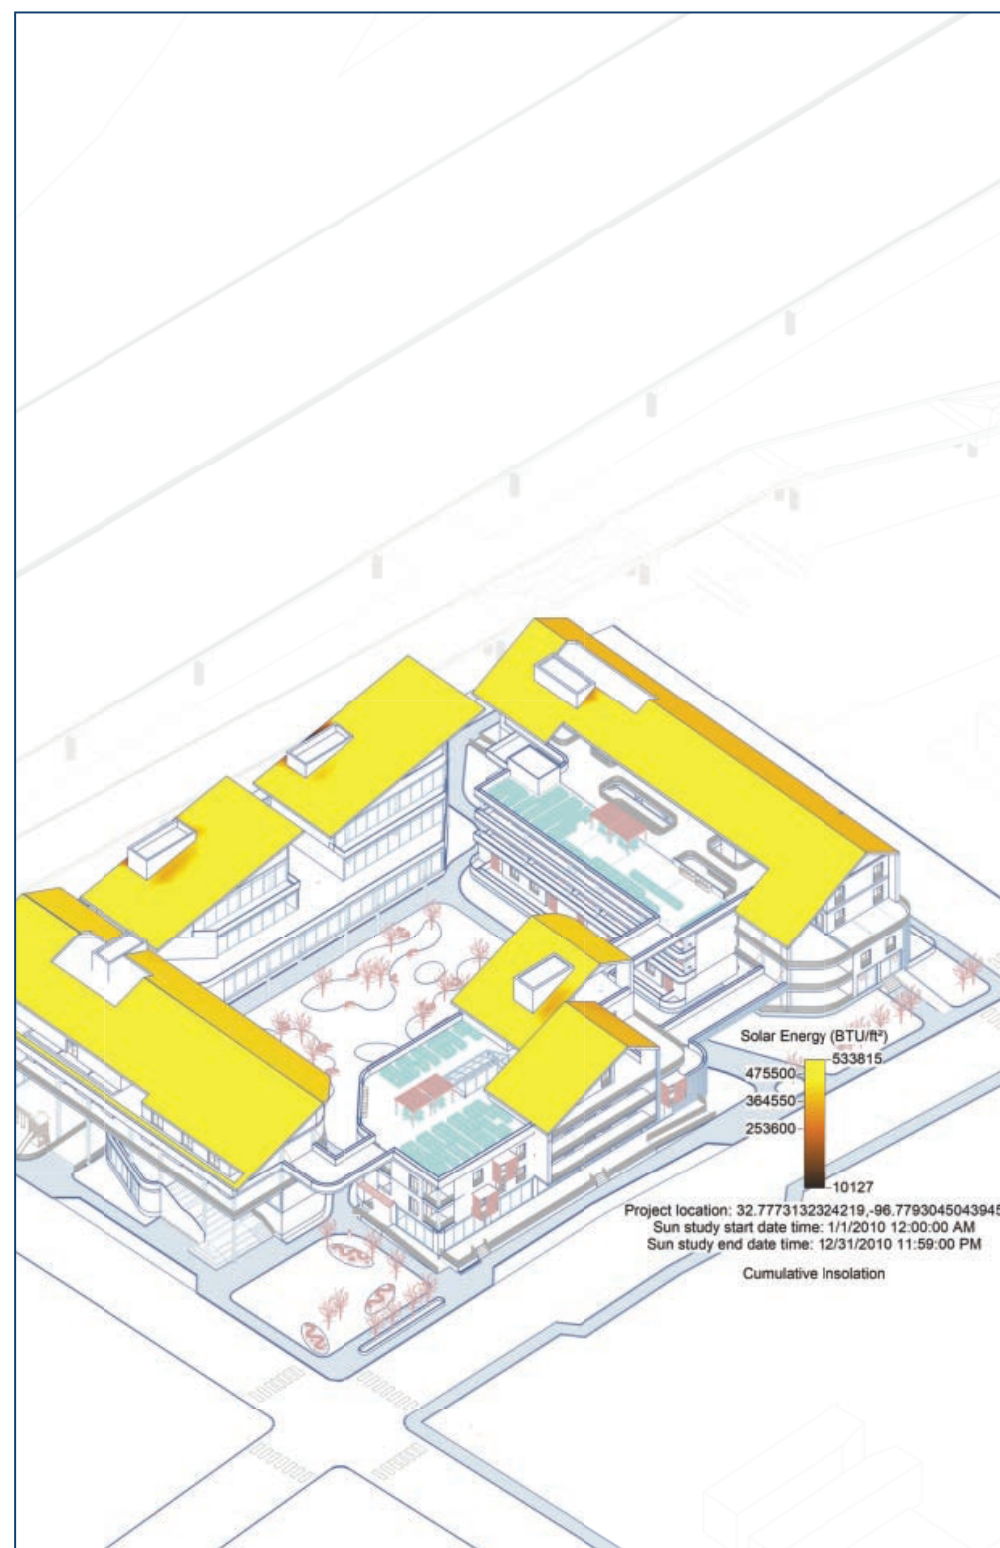 Solar Energy (BTU/ft²)
533815
475500
364550
253600
10127
Project location: 32.7773132324219,-96.7793045043945
Sun study start date time: 1/1/2010 12:00:00 AM
Sun study end date time: 12/31/2010 11:59:00 PM
Cumulative Insolation